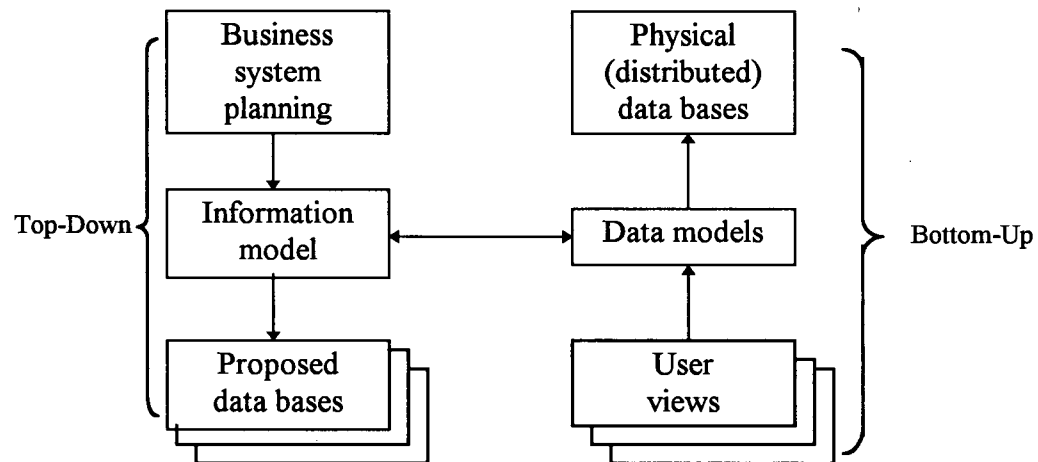 Business
system
planning
Physical
(distributed)
data bases
Top-Down
Information
model
Data models
Bottom-Up
Proposed
data bases
User
views